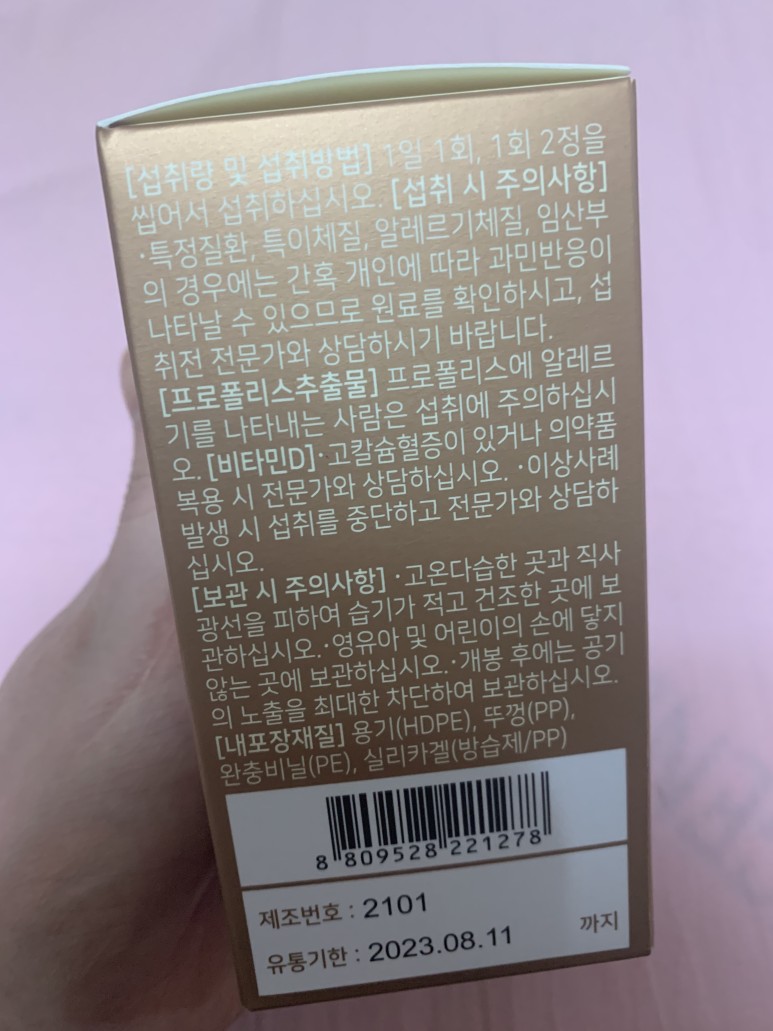 [섭취량 및 섭취방법] 1일 1회, 1회 2정을
씹어서 섭취하십시오. [섭취 시 주의사항]
·특정질환, 특이체질, 알레르기체질, 임산부
의 경우에는 간혹 개인에 따라 과민반응이
나타날 수 있으므로 원료를 확인하시고, 섭
취전 전문가와 상담하시기 바랍니다.
[프로폴리스추출물] 프로폴리스에 알레르
기를 나타내는 사람은 섭취에 주의하십시
오. [비타민D]·고칼슘혈증이 있거나 의약품
복용 시 전문가와 상담하십시오. ·이상사례
발생 시 섭취를 중단하고 전문가와 상담하
십시오.
[보관 시 주의사항] ·고온다습한 곳과 직사
광선을 피하여 습기가 적고 건조한 곳에 보
관하십시오.·영유아 및 어린이의 손에 닿지
않는 곳에 보관하십시오.·개봉 후에는 공기
의 노출을 최대한 차단하여 보관하십시오.
[내포장재질] 용기(HDPE), 뚜껑(PP),
완충비닐(PE), 실리카겔(방습제/PP)
8 809528 221278
제조번호 : 2101
유통기한 : 2023.08.11 까지